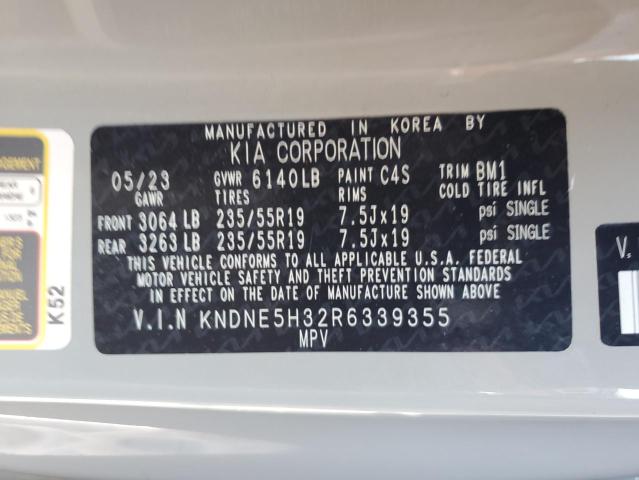 MANUFACTURED IN KOREA BY
KIA CORPORATION
05/23 GVWR 6140LB PAINT C4S TRIM BM1
GAWR TIRES RIMS COLD TIRE INFL
FRONT 3064 LB 235/55R19 7.5Jx19 psi SINGLE
REAR 3263 LB 235/55R19 7.5Jx19 psi SINGLE
THIS VEHICLE CONFORMS TO ALL APPLICABLE U.S.A. FEDERAL
MOTOR VEHICLE SAFETY AND THEFT PREVENTION STANDARDS
IN EFFECT ON THE DATE OF MANUFACTURE SHOWN ABOVE
V.I.N KNDNE5H32R6339355
MPV
K52
V.